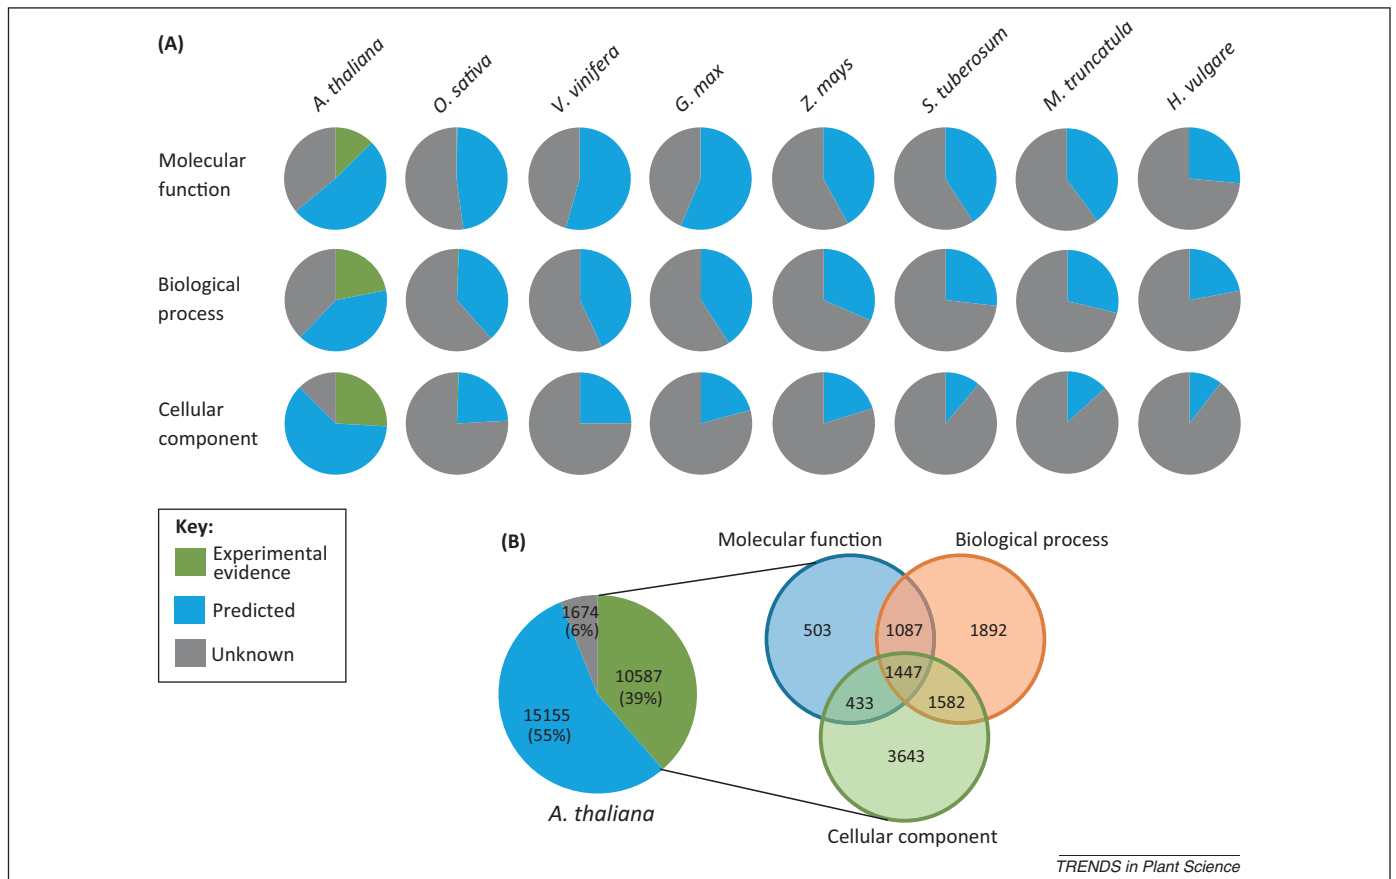 (A)
A. thaliana
O. sativa
V. vinifera
G. max
Z. mays
S. tuberosum
M. truncatula
H. vulgare
Molecular
function
Biological
process
Cellular
component
Key:
Experimental
evidence
Predicted
Unknown
(B)
1674
(6%)
10587
(39%)
15155
(55%)
A. thaliana
Molecular function
Biological process
503
1087
1892
1447
433
1582
3643
Cellular component
TRENDS in Plant Science